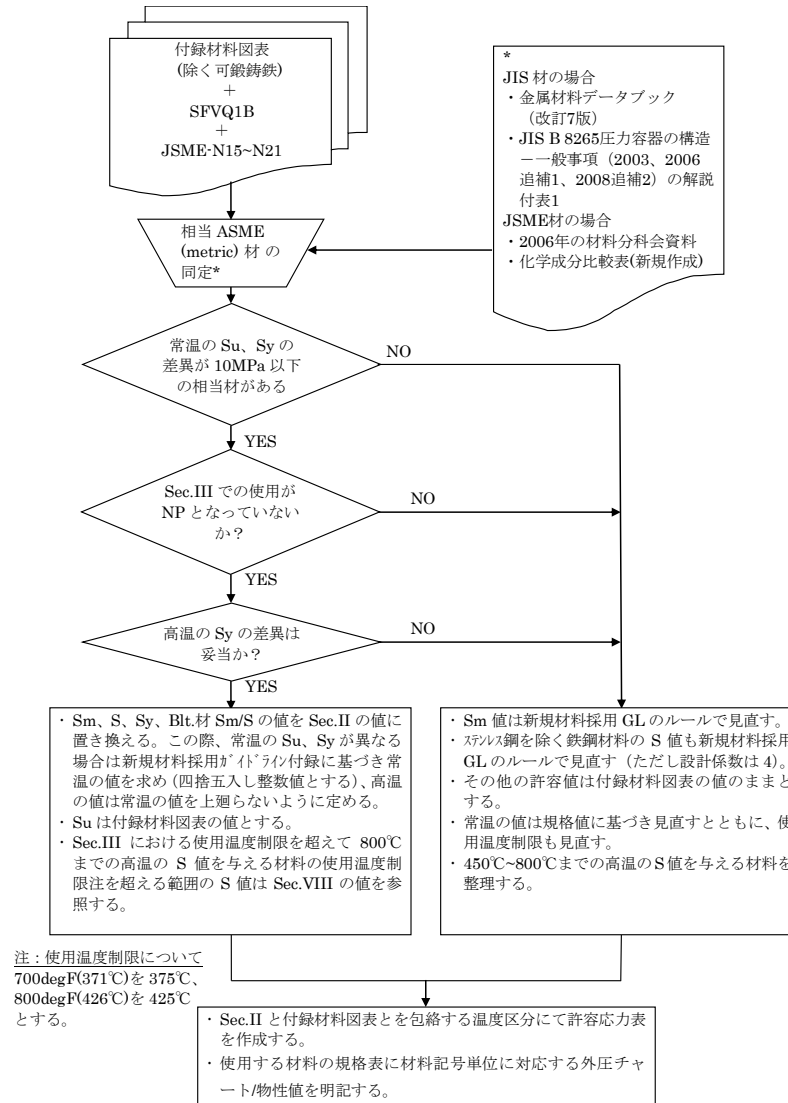 付録材料図表
(除く可鍛鋳鉄)
+
SFVQ1B
+
JSME-N15~N21
*
JIS 材の場合
・金属材料データブック
（改訂7版）
・JIS B 8265圧力容器の構造
－一般事項（2003、2006
追補1、2008追補2）の解説
付表1
JSME材の場合
・2006年の材料分科会資料
・化学成分比較表(新規作成)
相当 ASME
(metric) 材 の
同定*
常温の Su、Sy の
差異が 10MPa 以下
の相当材がある
NO
YES
Sec.III での使用が
NP となっていない
か？
NO
YES
高温の Sy の差異は
妥当か？
NO
YES
・ Sm、S、Sy、Blt.材 Sm/S の値を Sec.II の値に
置き換える。この際、常温の Su、Sy が異なる
場合は新規材料採用ｶﾞｲﾄﾞﾗｲﾝ付録に基づき常
温の値を求め（四捨五入し整数値とする）、高温
の値は常温の値を上廻らないように定める。
・ Su は付録材料図表の値とする。
・ Sec.III における使用温度制限を超えて 800℃
までの高温の S 値を与える材料の使用温度制
限注を超える範囲の S 値は Sec.VIII の値を参
照する。
・ Sm 値は新規材料採用 GL のルールで見直す。
・ ｽﾃﾝﾚｽ鋼を除く鉄鋼材料の S 値も新規材料採用
GL のルールで見直す（ただし設計係数は 4）。
・ その他の許容値は付録材料図表の値のままと
する。
・ 常温の値は規格値に基づき見直すとともに、使
用温度制限も見直す。
・ 450℃~800℃までの高温の S 値を与える材料を
整理する。
注：使用温度制限について
700degF(371℃)を 375℃、
800degF(426℃)を 425℃
とする。
・ Sec.II と付録材料図表とを包絡する温度区分にて許容応力表
を作成する。
・ 使用する材料の規格表に材料記号単位に対応する外圧チャ
ート/物性値を明記する。